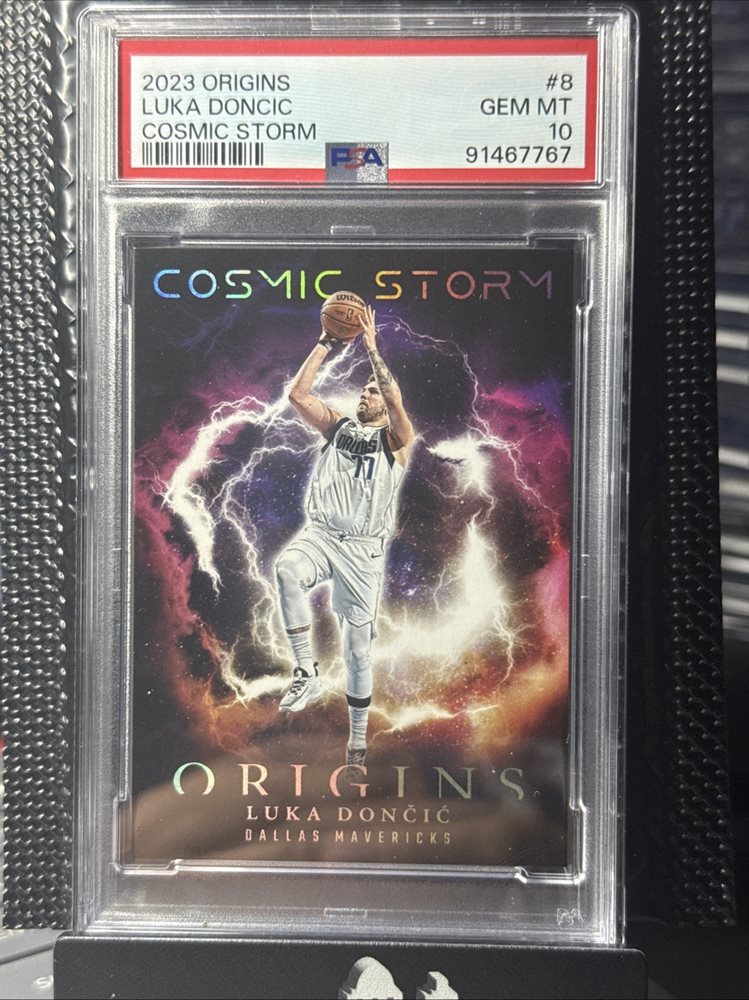 2023 ORIGINS #8
LUKA DONCIC GEM MT
COSMIC STORM 10
PSA 91467767
COSMIC STORM
Wilson
77
ORIGINS
LUKA DONČIĆ
DALLAS MAVERICKS